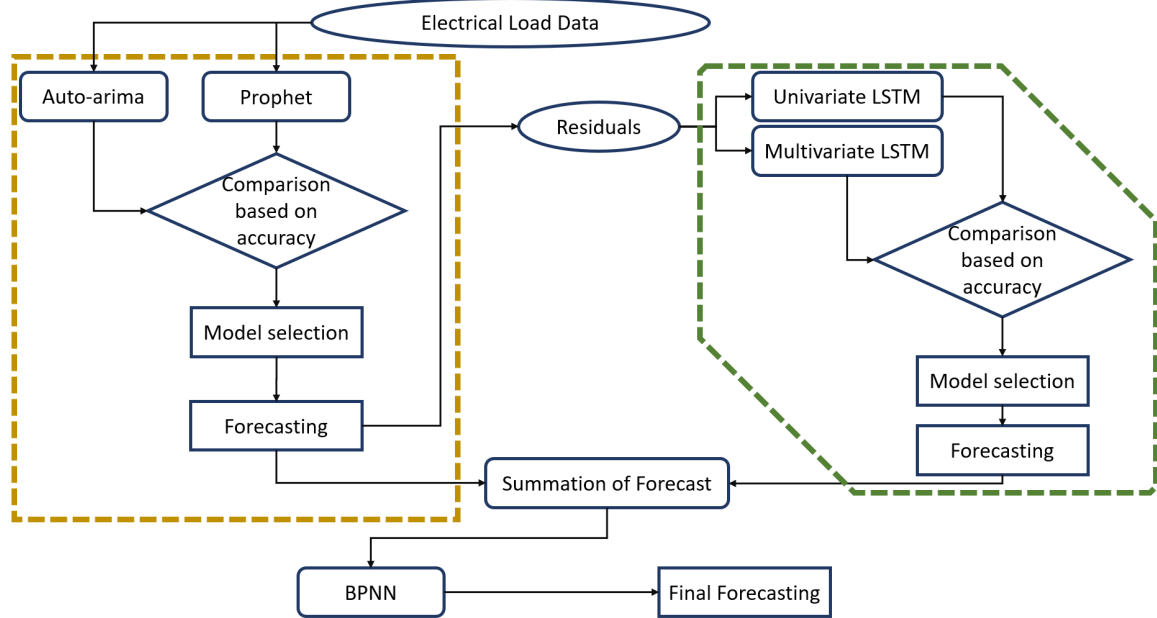 Electrical Load Data
Auto-arima
Prophet
Comparison
based on
accuracy
Model selection
Forecasting
Residuals
Univariate LSTM
Multivariate LSTM
Comparison
based on
accuracy
Model selection
Forecasting
Summation of Forecast
BPNN
Final Forecasting